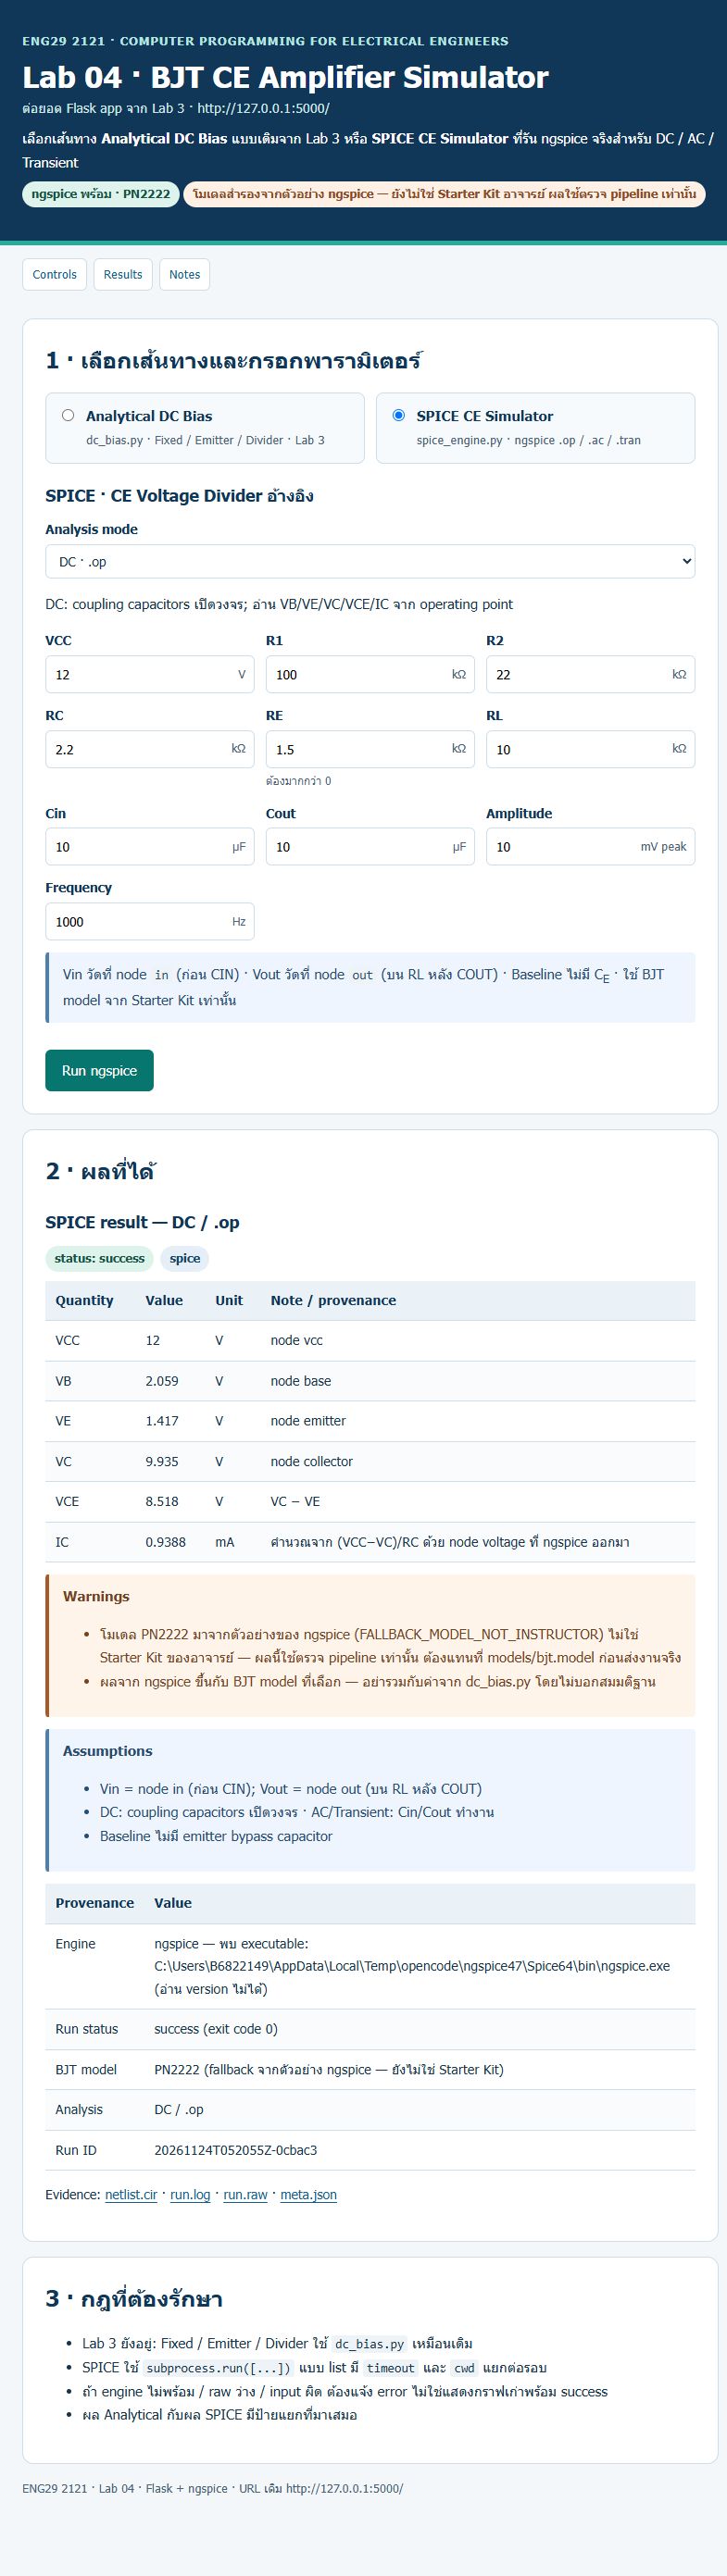 ENG29 2121 · COMPUTER PROGRAMMING FOR ELECTRICAL ENGINEERS
Lab 04 · BJT CE Amplifier Simulator
ต่อยอด Flask app จาก Lab 3 · http://127.0.0.1:5000/
เลือกเส้นทาง Analytical DC Bias แบบเดิมจาก Lab 3 หรือ SPICE CE Simulator ที่รัน ngspice จริงสำหรับ DC / AC /
Transient
ngspice พร้อม · PN2222 โมเดลสำรองจากตัวอย่าง ngspice — ยังไม่ใช่ Starter Kit อาจารย์ ผลใช้ตรวจ pipeline เท่านั้น
Controls Results Notes
1 · เลือกเส้นทางและกรอกพารามิเตอร์
Analytical DC Bias
dc_bias.py · Fixed / Emitter / Divider · Lab 3
SPICE CE Simulator
spice_engine.py · ngspice .op / .ac / .tran
SPICE · CE Voltage Divider อ้างอิง
Analysis mode
DC · .op
DC: coupling capacitors เปิดวงจร; อ่าน VB/VE/VC/VCE/IC จาก operating point
VCC R1 R2
12 V 100 kΩ 22 kΩ
RC RE RL
2.2 kΩ 1.5 kΩ 10 kΩ
ต้องมากกว่า 0
Cin Cout Amplitude
10 µF 10 µF 10 mV peak
Frequency
1000 Hz
Vin วัดที่ node in (ก่อน CIN) · Vout วัดที่ node out (บน RL หลัง COUT) · Baseline ไม่มี CE · ใช้ BJT
model จาก Starter Kit เท่านั้น
Run ngspice
2 · ผลที่ได้
SPICE result — DC / .op
status: success spice
Quantity Value Unit Note / provenance
VCC 12 V node vcc
VB 2.059 V node base
VE 1.417 V node emitter
VC 9.935 V node collector
VCE 8.518 V VC − VE
IC 0.9388 mA คำนวณจาก (VCC−VC)/RC ด้วย node voltage ที่ ngspice ออกมา
Warnings
• โมเดล PN2222 มาจากตัวอย่างของ ngspice (FALLBACK_MODEL_NOT_INSTRUCTOR) ไม่ใช่
Starter Kit ของอาจารย์ — ผลนี้ใช้ตรวจ pipeline เท่านั้น ต้องแทนที่ models/bjt.model ก่อนส่งงานจริง
• ผลจาก ngspice ขึ้นกับ BJT model ที่เลือก — อย่ารวมกับค่าจาก dc_bias.py โดยไม่บอกสมมติฐาน
Assumptions
• Vin = node in (ก่อน CIN); Vout = node out (บน RL หลัง COUT)
• DC: coupling capacitors เปิดวงจร · AC/Transient: Cin/Cout ทำงาน
• Baseline ไม่มี emitter bypass capacitor
Provenance Value
Engine ngspice — พบ executable:
C:\Users\B6822149\AppData\Local\Temp\opencode\ngspice47\Spice64\bin\ngspice.exe
(อ่าน version ไม่ได้)
Run status success (exit code 0)
BJT model PN2222 (fallback จากตัวอย่าง ngspice — ยังไม่ใช่ Starter Kit)
Analysis DC / .op
Run ID 20261124T052055Z-0cbac3
Evidence: netlist.cir · run.log · run.raw · meta.json
3 · กฎที่ต้องรักษา
• Lab 3 ยังอยู่: Fixed / Emitter / Divider ใช้ dc_bias.py เหมือนเดิม
• SPICE ใช้ subprocess.run([...]) แบบ list มี timeout และ cwd แยกต่อรอบ
• ถ้า engine ไม่พร้อม / raw ว่าง / input ผิด ต้องแจ้ง error ไม่ใช่แสดงกราฟเก่าพร้อม success
• ผล Analytical กับผล SPICE มีป้ายแยกที่มาเสมอ
ENG29 2121 · Lab 04 · Flask + ngspice · URL เดิม http://127.0.0.1:5000/